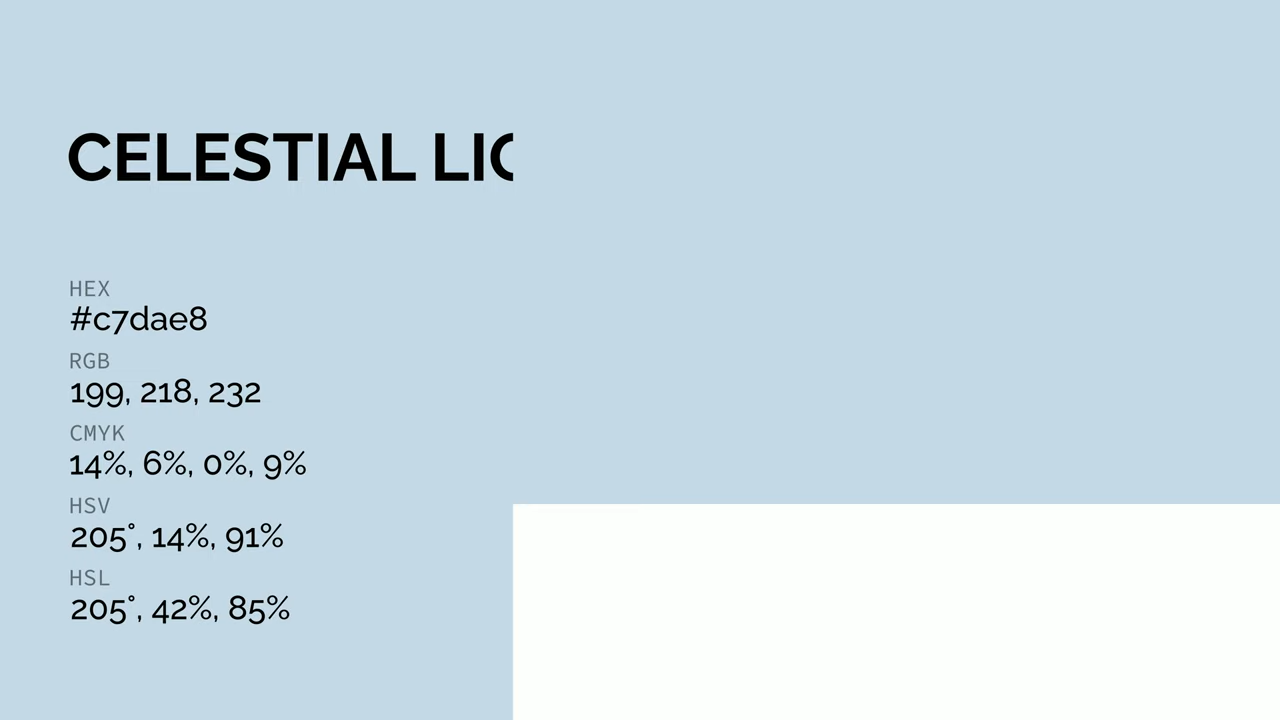 CELESTIAL
HEX
#c7dae8
RGB
199, 218, 232
CMYK
14%, 6%, 0%, 9%
HSV
205°, 14%, 91%
HSL
205°, 42%, 85%